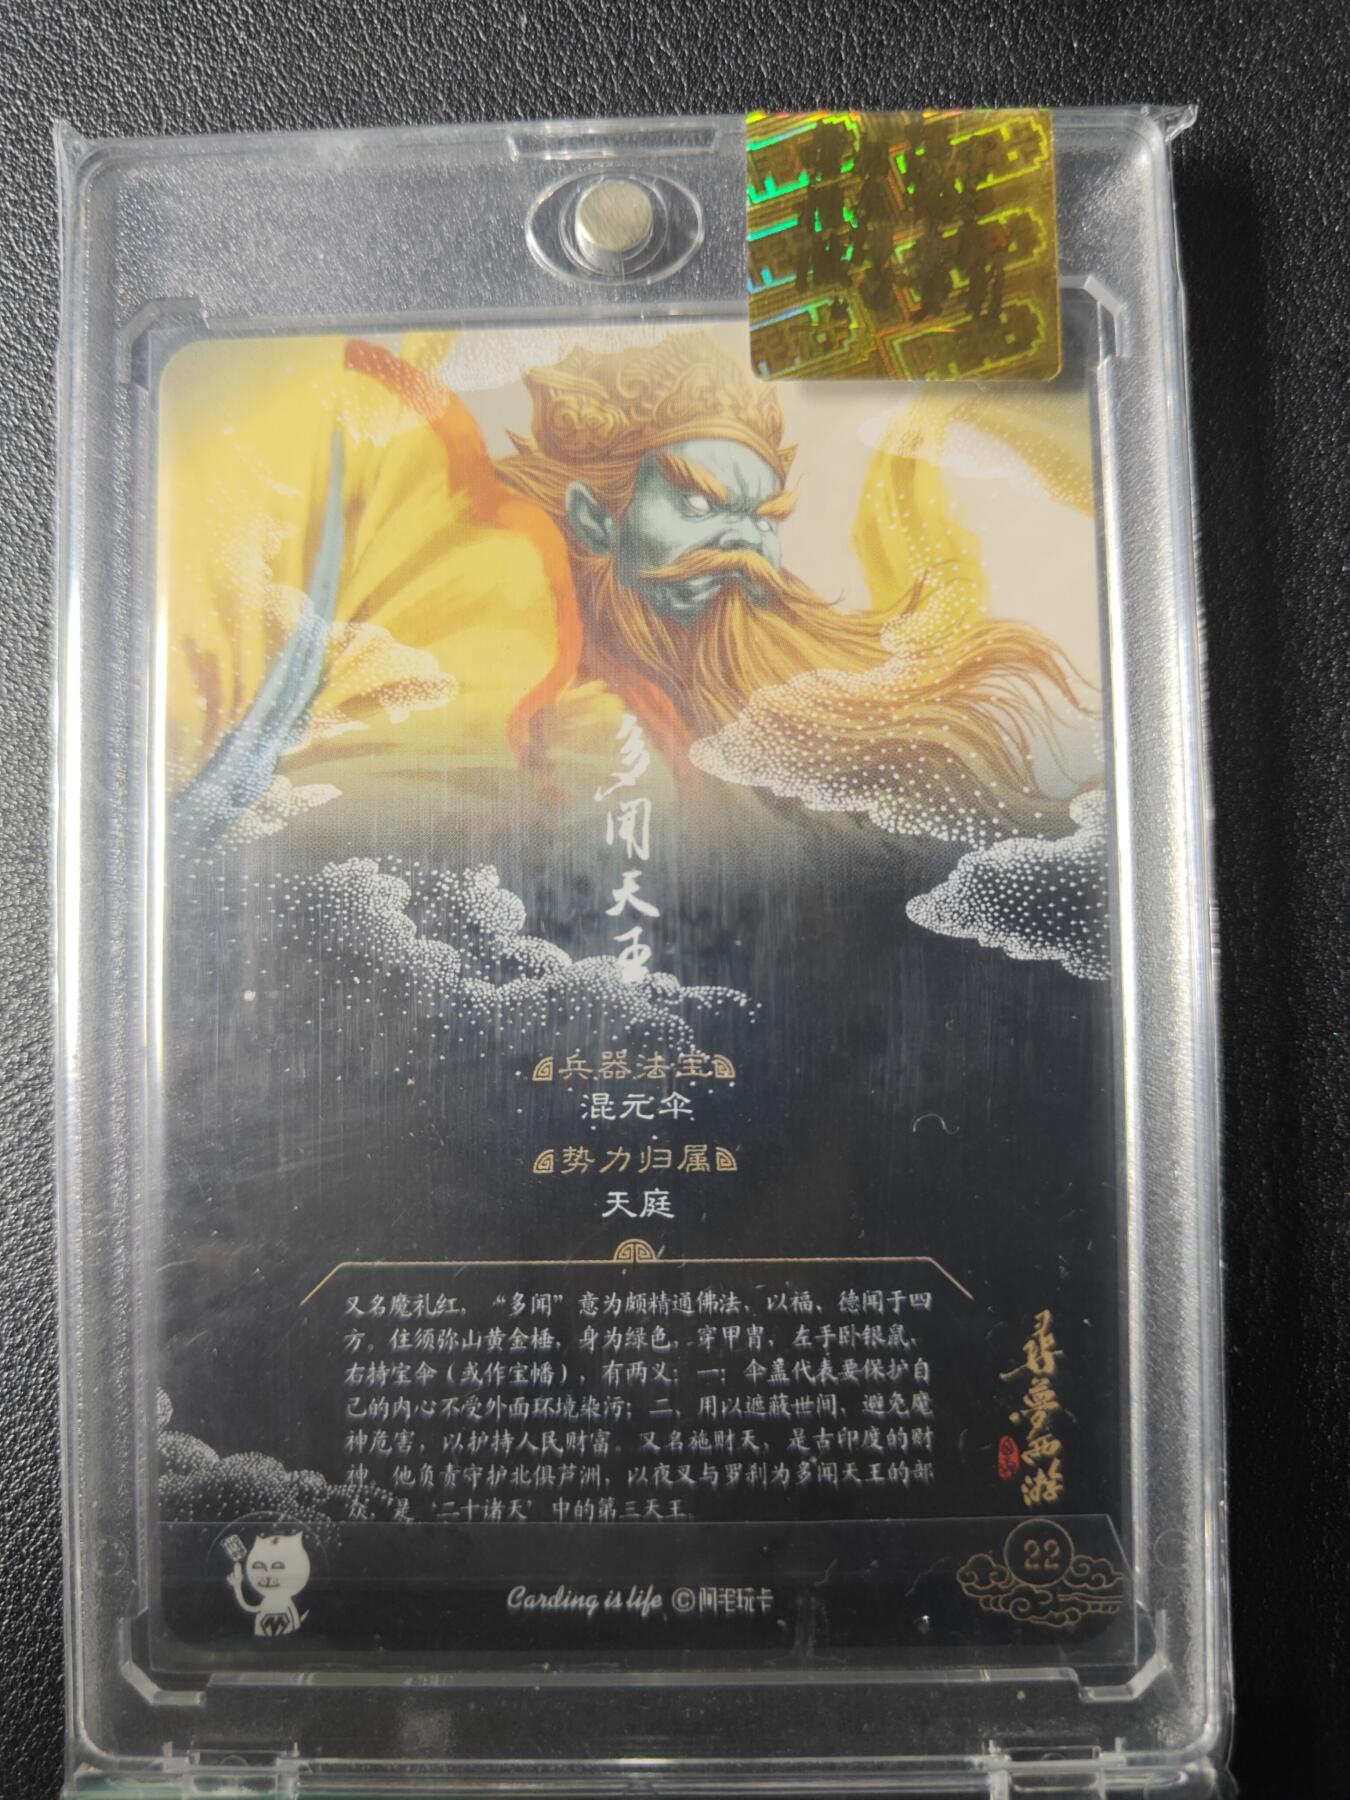 多闻天王
兵器法宝
混元伞
势力归属
天庭
又名魔礼红，“多闻”意为颇精通佛法，以福、德闻于四
方。住须弥山黄金埵，身为绿色，穿甲胄，左手卧银鼠，
右持宝伞（或作宝幡），有两义：一：伞盖代表要保护自
己的内心不受外面环境染污；二，用以遮蔽世间，避免魔
神危害，以护持人民财富。又名施财天，是古印度的财
神。他负责守护北俱芦洲，以夜叉与罗刹为多闻天王的部
众，是‘二十诸天’中的第三天王。
尋夢西游
22
Carding is life ©阿毛玩卡